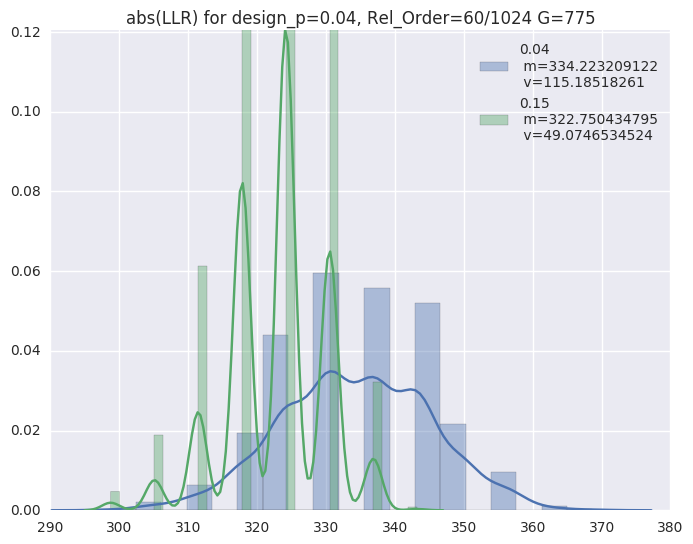 abs(LLR) for design_p=0.04, Rel_Order=60/1024 G=775
0.12
0.10
0.08
0.06
0.04
0.02
0.00
0.04
m=334.223209122
v=115.18518261
0.15
m=322.750434795
v=49.0746534524
290 300 310 320 330 340 350 360 370 380